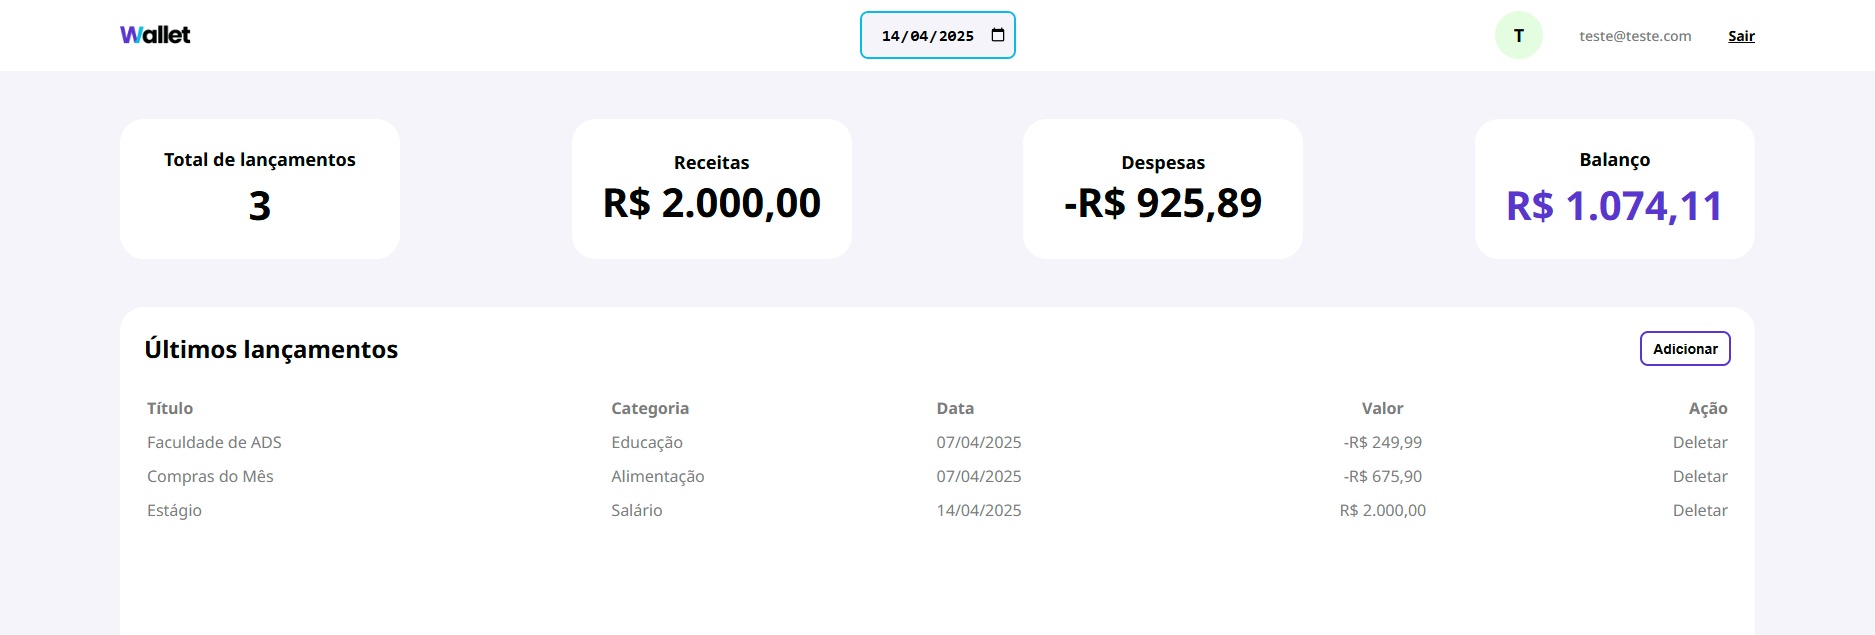 Wallet
14/04/2025
T
teste@teste.com
Sair
Total de lançamentos
3
Receitas
R$ 2.000,00
Despesas
-R$ 925,89
Balanço
R$ 1.074,11
Últimos lançamentos
Adicionar
Título Categoria Data Valor Ação
Faculdade de ADS Educação 07/04/2025 -R$ 249,99 Deletar
Compras do Mês Alimentação 07/04/2025 -R$ 675,90 Deletar
Estágio Salário 14/04/2025 R$ 2.000,00 Deletar